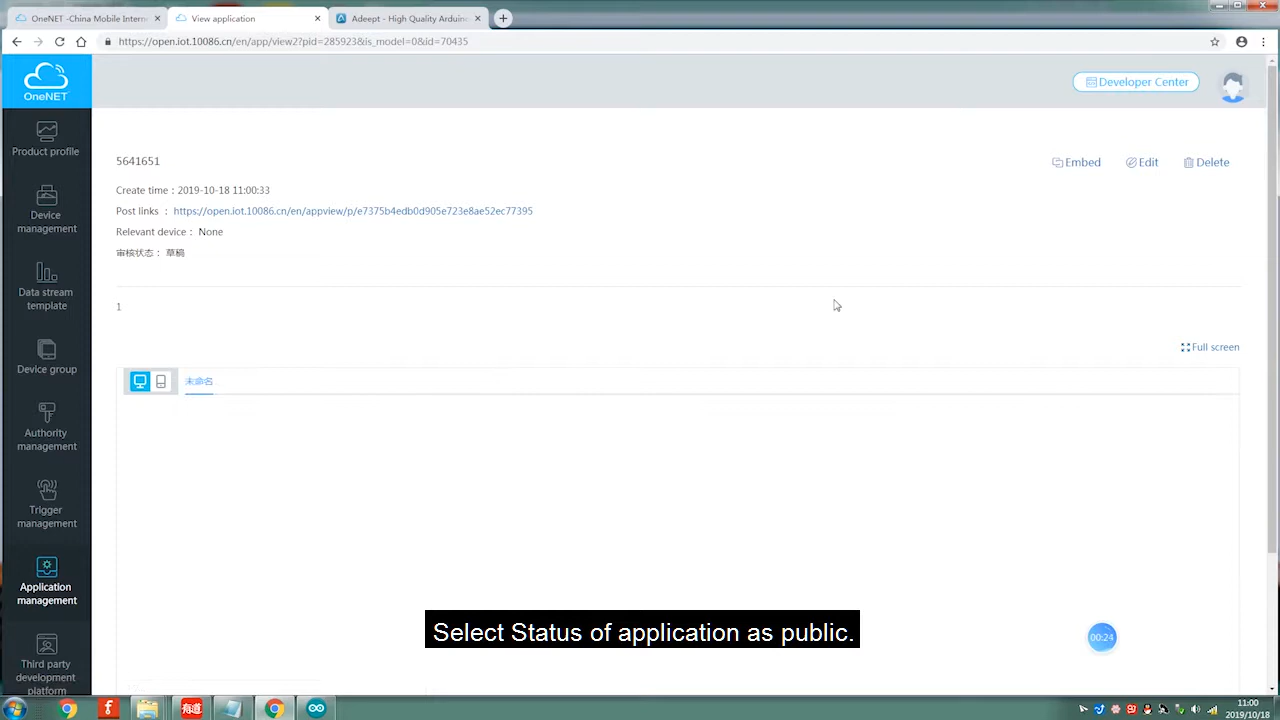 OneNET -China Mobile Intern
View application
Adeept - High Quality Arduin
https://open.iot.10086.cn/en/app/view2?pid=285923&is_model=0&id=70435
OneNET
Developer Center
Product profile
Device
management
Data stream
template
Device group
Authority
management
Trigger
management
Application
management
Third party
development
platform
5641651
Embed
Edit
Delete
Create time：2019-10-18 11:00:33
Post links ： https://open.iot.10086.cn/en/appview/p/e7375b4edb0d905e723e8ae52ec77395
Relevant device： None
审核状态： 草稿
1
Full screen
未命名
Select Status of application as public.
00:24
有道
11:00
2019/10/18